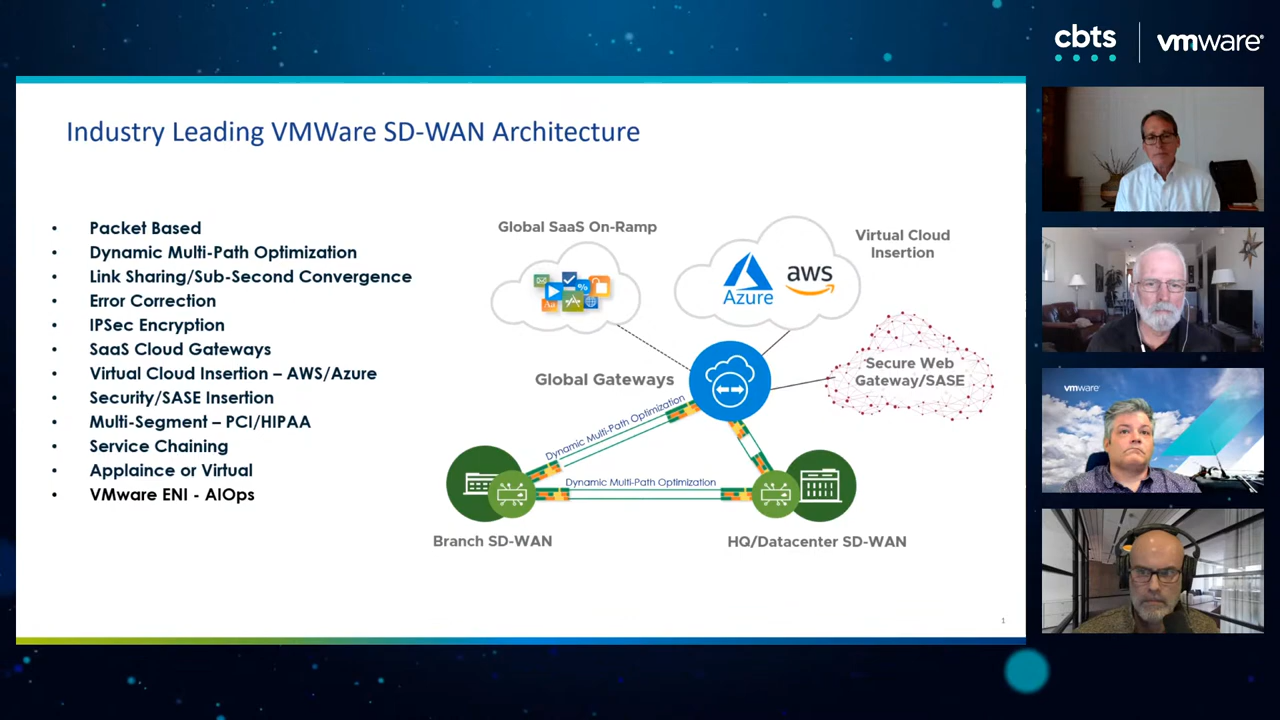 cbts
vmware®
Industry Leading VMWare SD-WAN Architecture
• Packet Based
• Dynamic Multi-Path Optimization
• Link Sharing/Sub-Second Convergence
• Error Correction
• IPSec Encryption
• SaaS Cloud Gateways
• Virtual Cloud Insertion – AWS/Azure
• Security/SASE Insertion
• Multi-Segment – PCI/HIPAA
• Service Chaining
• Applaince or Virtual
• VMware ENI - AIOps
Global SaaS On-Ramp
Aa
%
Azure
aws
Virtual Cloud
Insertion
Secure Web
Gateway/SASE
Global Gateways
Dynamic Multi-Path Optimization
Dynamic Multi-Path Optimization
Branch SD-WAN
HQ/Datacenter SD-WAN
1
vmware